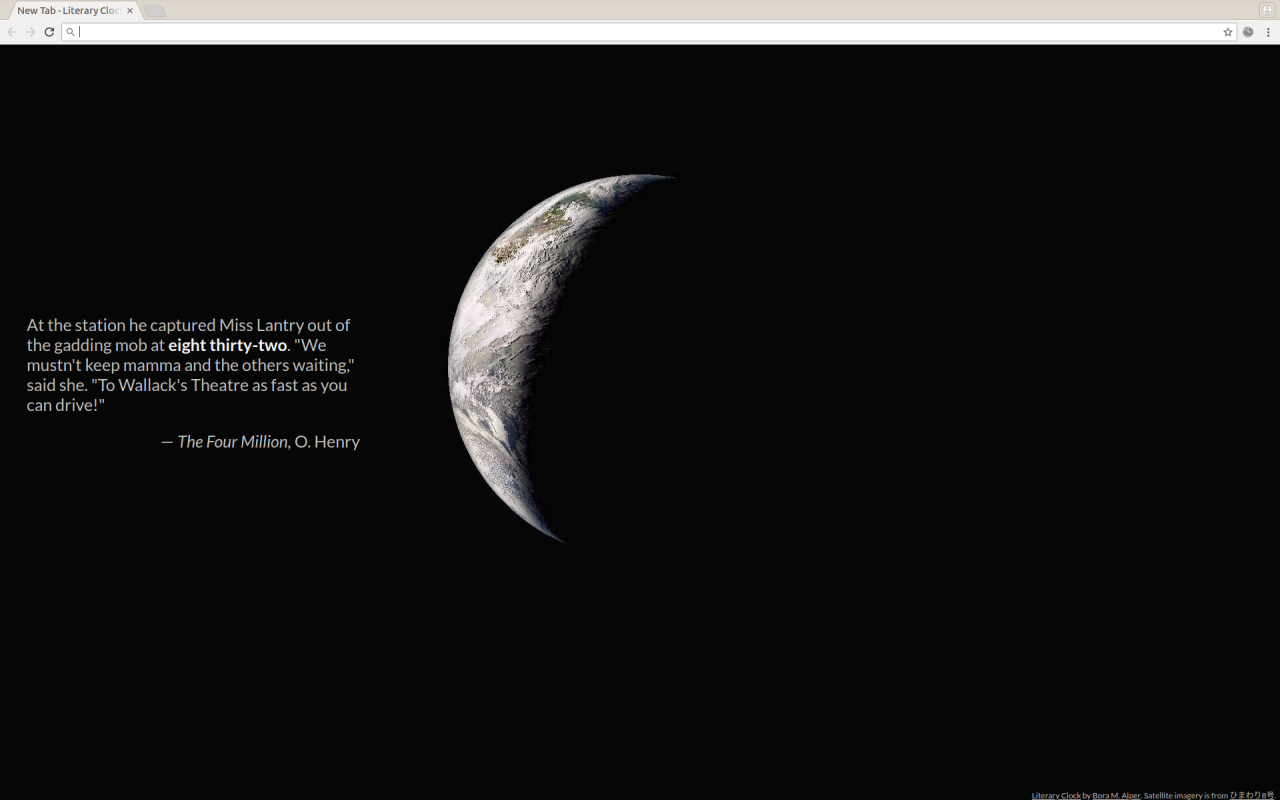 New Tab - Literary Cloc
At the station he captured Miss Lantry out of
the gadding mob at eight thirty-two. "We
mustn't keep mamma and the others waiting,"
said she. "To Wallack's Theatre as fast as you
can drive!"
— The Four Million, O. Henry
Literary Clock by Bora M. Alper. Satellite imagery is from ひまわり8号.